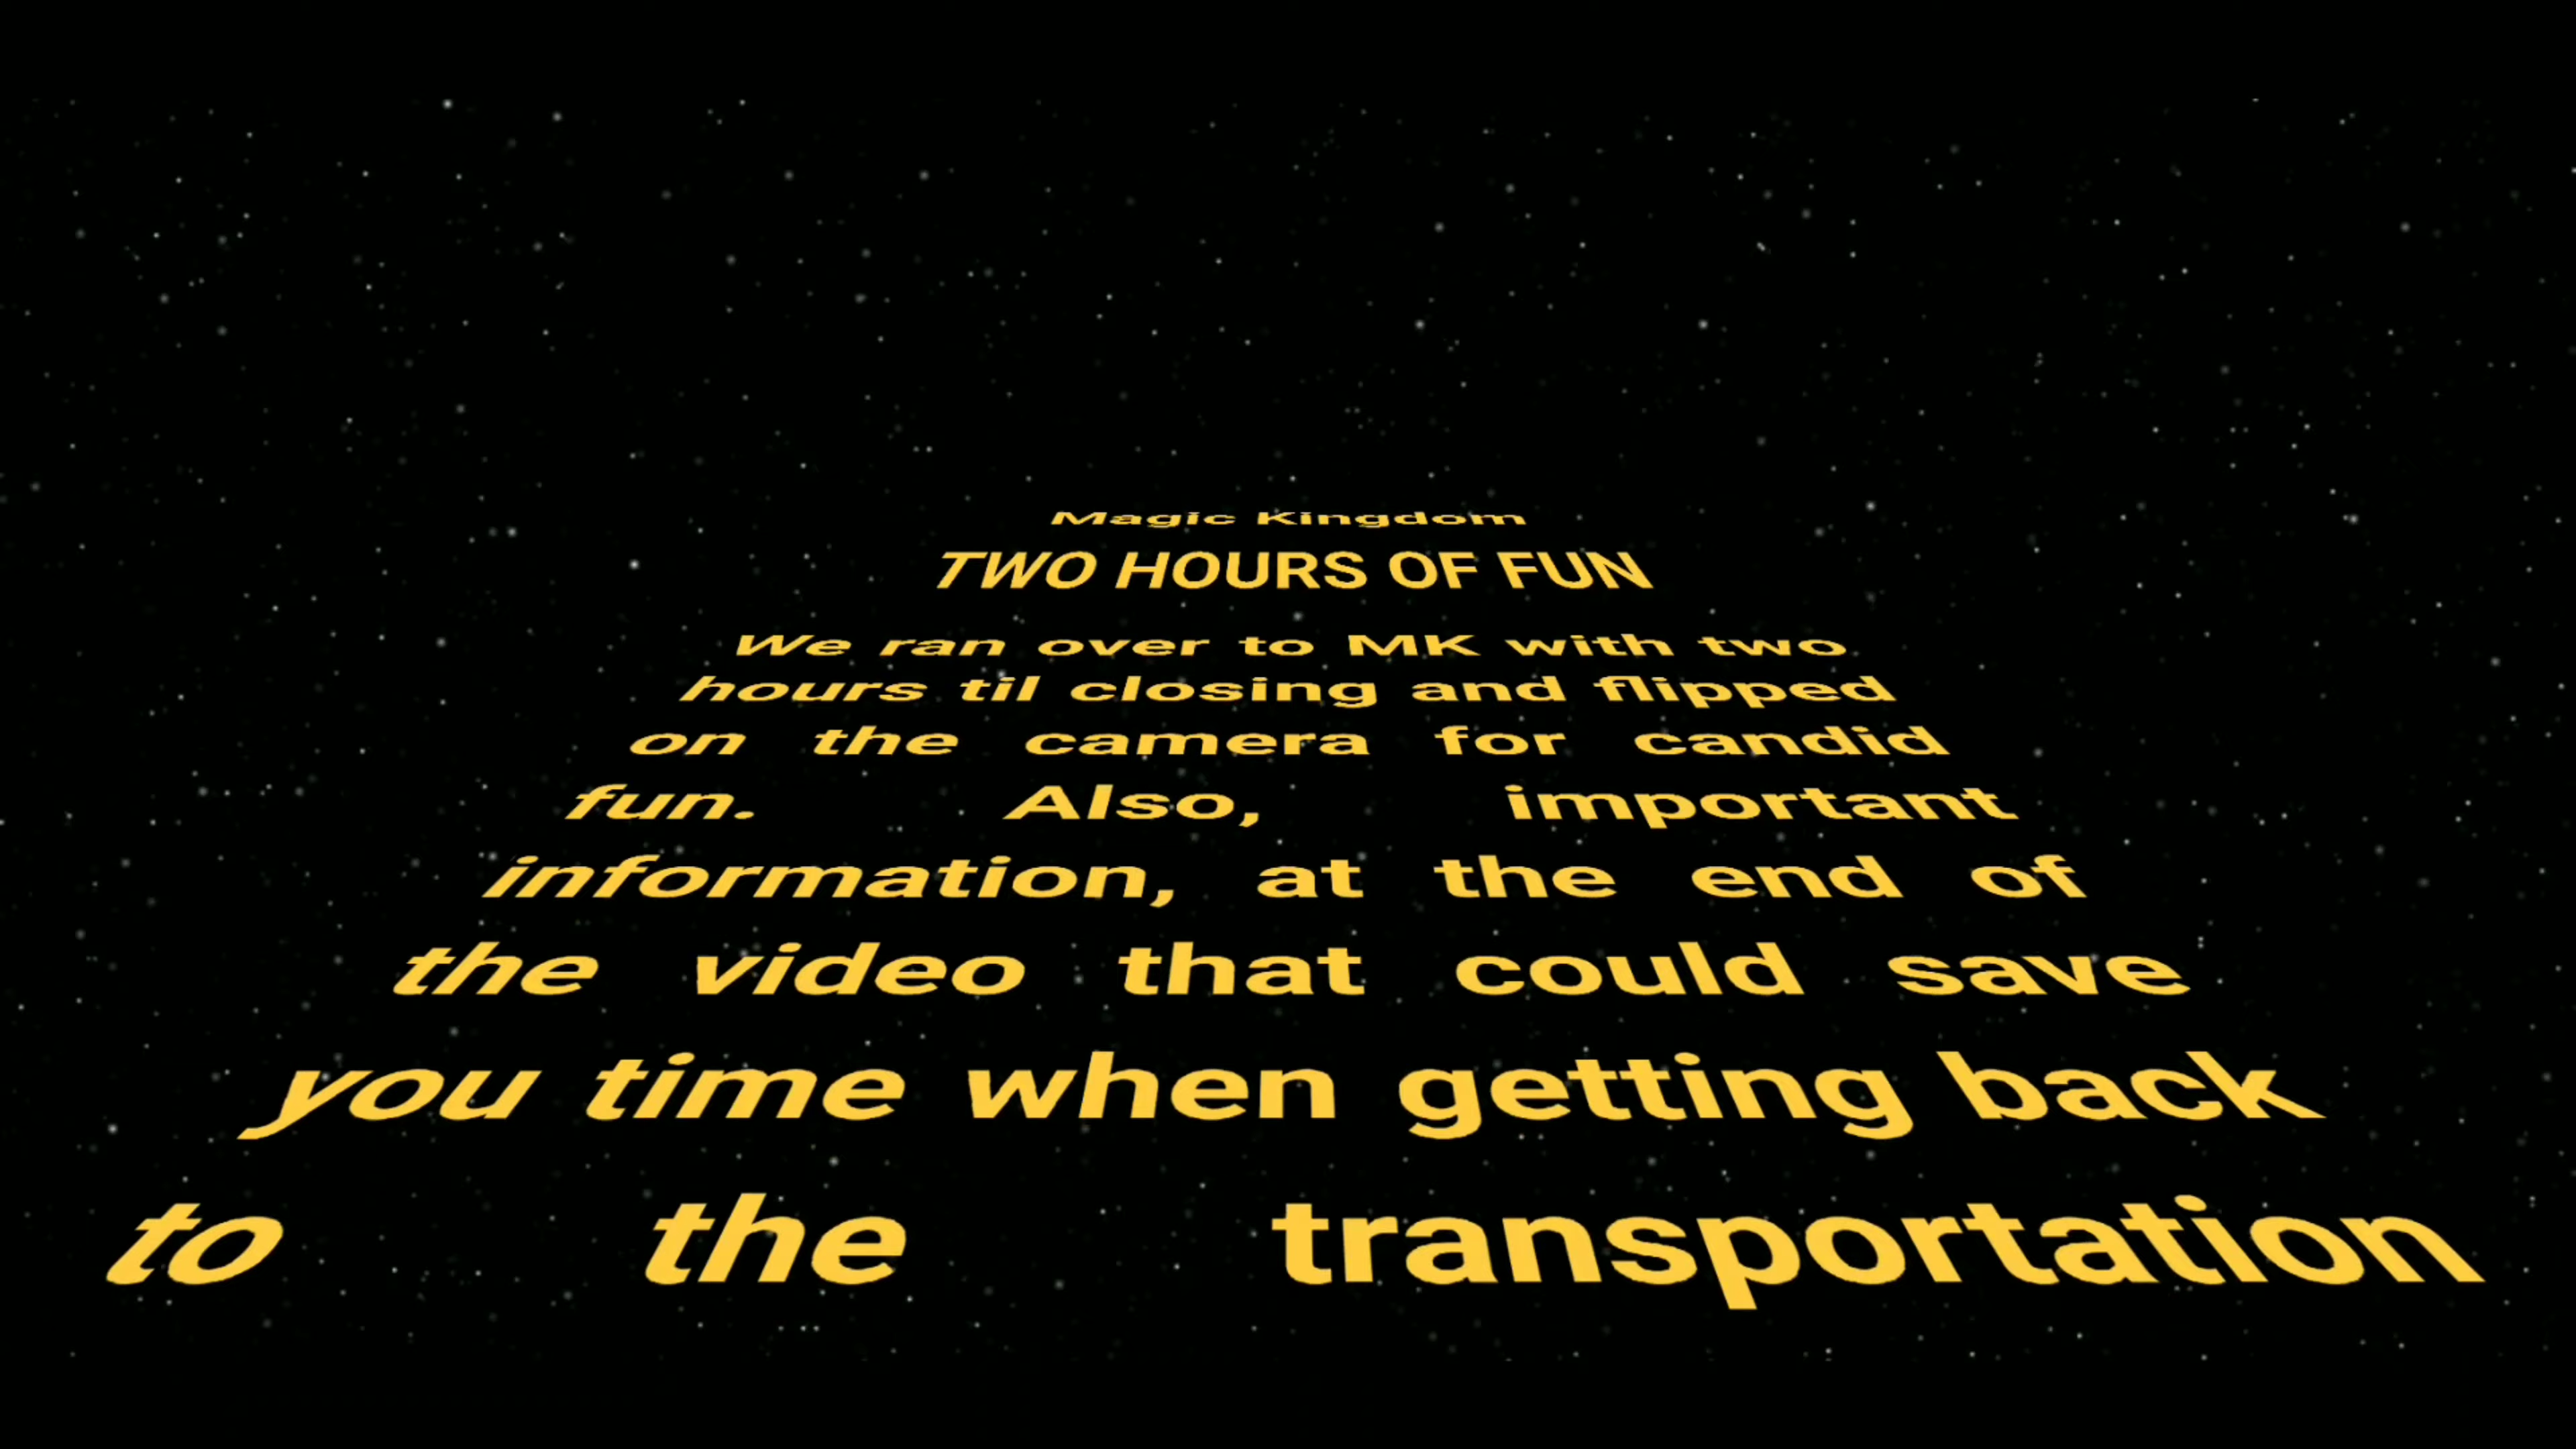 Magic Kingdom
TWO HOURS OF FUN
We ran over to MK with two
hours til closing and flipped
on the camera for candid
fun. Also, important
information, at the end of
the video that could save
you time when getting back
to the transportation